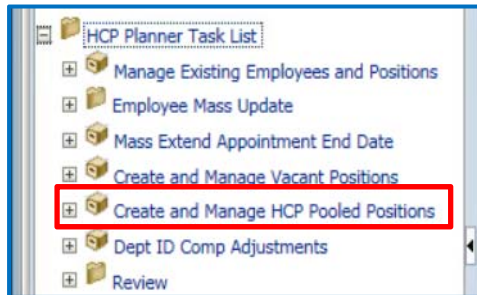 HCP Planner Task List
Manage Existing Employees and Positions
Employee Mass Update
Mass Extend Appointment End Date
Create and Manage Vacant Positions
Create and Manage HCP Pooled Positions
Dept ID Comp Adjustments
Review